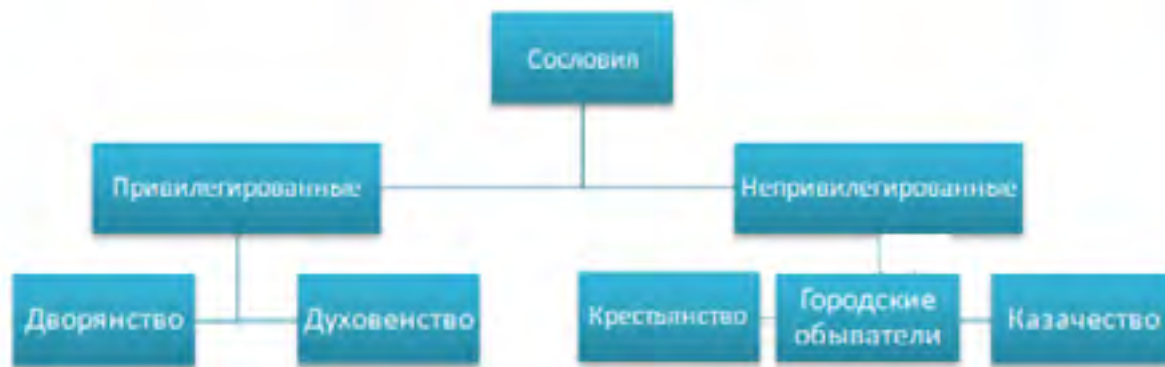 Сословия
Привилегированные
Непривилегированные
Дворянство
Духовенство
Крестьянство
Городские
обыватели
Казачество